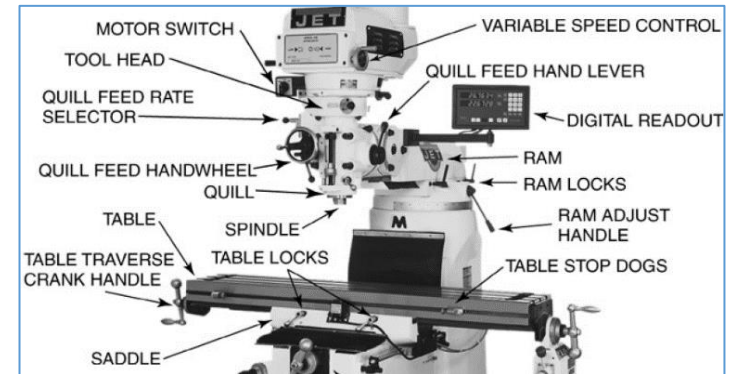 JET
MOTOR SWITCH
VARIABLE SPEED CONTROL
TOOL HEAD
QUILL FEED HAND LEVER
QUILL FEED RATE
SELECTOR
DIGITAL READOUT
QUILL FEED HANDWHEEL
RAM
QUILL
RAM LOCKS
SPINDLE
RAM ADJUST
HANDLE
TABLE
TABLE LOCKS
TABLE TRAVERSE
CRANK HANDLE
TABLE STOP DOGS
SADDLE
M